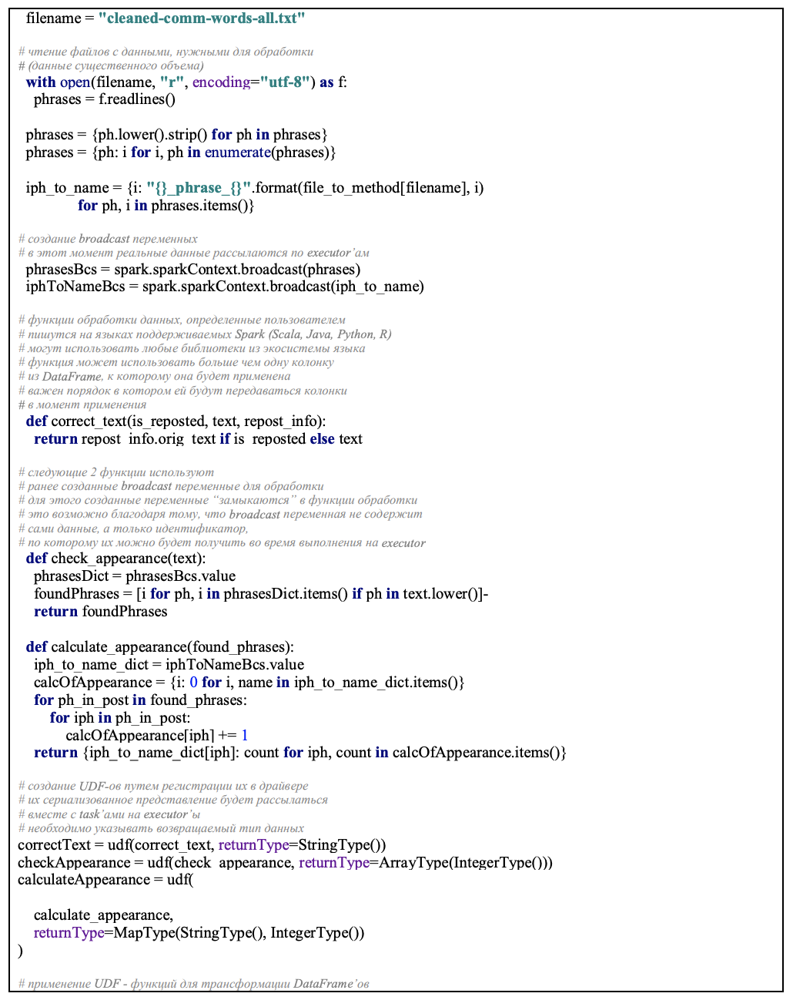 filename = "cleaned-comm-words-all.txt"
# чтение файлов с данными, нужными для обработки
# (данные существенного объема)
with open(filename, "r", encoding="utf-8") as f:
phrases = f.readlines()
phrases = {ph.lower().strip() for ph in phrases}
phrases = {ph: i for i, ph in enumerate(phrases)}
iph_to_name = {i: "{}_phrase_{}".format(file_to_method[filename], i)
for ph, i in phrases.items()}
# создание broadcast переменных
# в этот момент реальные данные рассылаются по executor'ам
phrasesBcs = spark.sparkContext.broadcast(phrases)
iphToNameBcs = spark.sparkContext.broadcast(iph_to_name)
# функции обработки данных, определенные пользователем
# пишутся на языках поддерживаемых Spark (Scala, Java, Python, R)
# могут использовать любые библиотеки из экосистемы языка
# функция может использовать больше чем одну колонку
# из DataFrame, к которому она будет применена
# важен порядок в котором ей будут передаваться колонки
# в момент применения
def correct_text(is_reposted, text, repost_info):
return repost_info.orig_text if is_reposted else text
# следующие 2 функции используют
# ранее созданные broadcast переменные для обработки
# для этого созданные переменные “замыкаются” в функции обработки
# это возможно благодаря тому, что broadcast переменная не содержит
# сами данные, а только идентификатор,
# по которому их можно будет получить во время выполнения на executor
def check_appearance(text):
phrasesDict = phrasesBcs.value
foundPhrases = [i for ph, i in phrasesDict.items() if ph in text.lower()]-
return foundPhrases
def calculate_appearance(found_phrases):
iph_to_name_dict = iphToNameBcs.value
calcOfAppearance = {i: 0 for i, name in iph_to_name_dict.items()}
for ph_in_post in found_phrases:
for iph in ph_in_post:
calcOfAppearance[iph] += 1
return {iph_to_name_dict[iph]: count for iph, count in calcOfAppearance.items()}
# создание UDF-ов путем регистрации их в драйвере
# их сериализованное представление будет рассылаться
# вместе с task'ами на executor'ы
# необходимо указывать возвращаемый тип данных
correctText = udf(correct_text, returnType=StringType())
checkAppearance = udf(check_appearance, returnType=ArrayType(IntegerType()))
calculateAppearance = udf(
calculate_appearance,
returnType=MapType(StringType(), IntegerType())
)
# применение UDF - функций для трансформации DataFrame'ов